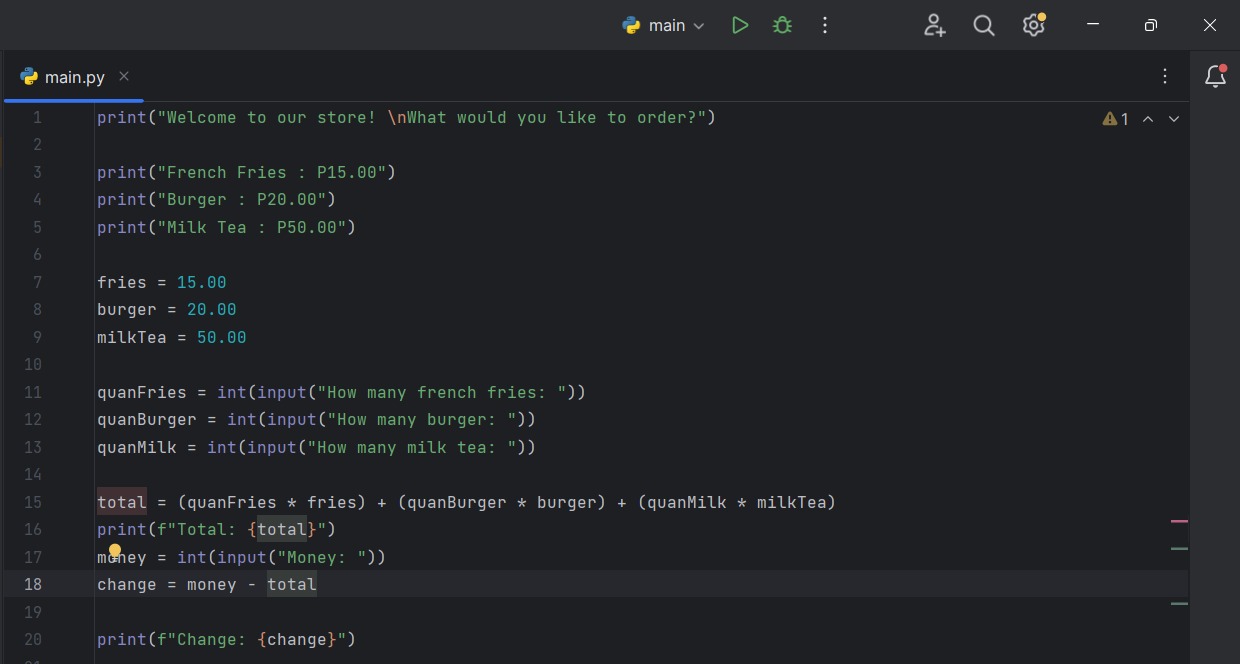 main
main.py
1 print("Welcome to our store! \nWhat would you like to order?") 1
2
3 print("French Fries : P15.00")
4 print("Burger : P20.00")
5 print("Milk Tea : P50.00")
6
7 fries = 15.00
8 burger = 20.00
9 milkTea = 50.00
10
11 quanFries = int(input("How many french fries: "))
12 quanBurger = int(input("How many burger: "))
13 quanMilk = int(input("How many milk tea: "))
14
15 total = (quanFries * fries) + (quanBurger * burger) + (quanMilk * milkTea)
16 print(f"Total: {total}")
17 money = int(input("Money: "))
18 change = money - total
19
20 print(f"Change: {change}")
21